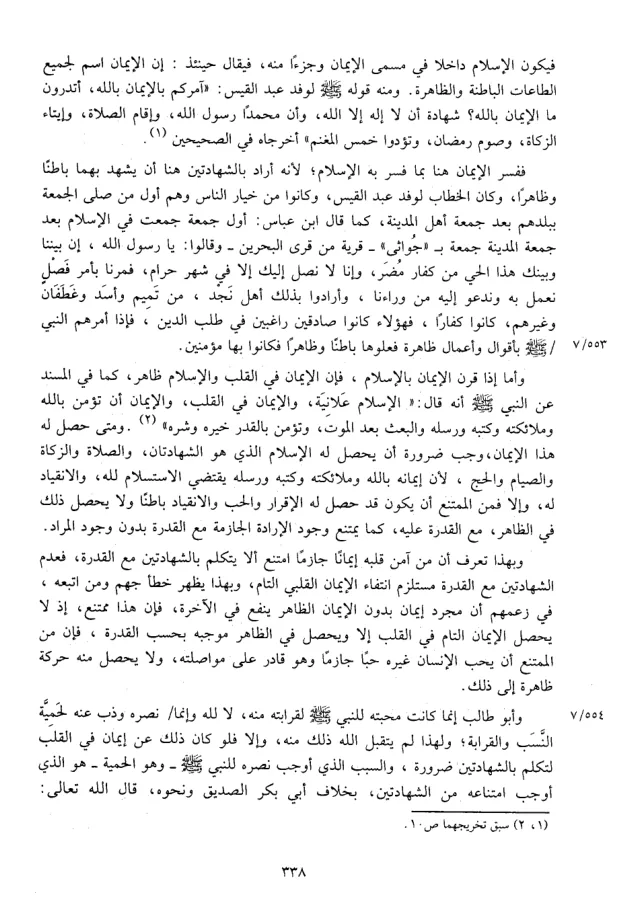 فيكون الإسلام داخلا في مسمى الإيمان وجزءًا منه، فيقال حينئذ : إن الإيمان اسم لجميع
الطاعات الباطنة والظاهرة. ومنه قوله ﷺ لوفد عبد القيس: «آمركم بالإيمان بالله، أتدرون
ما الإيمان بالله؟ شهادة أن لا إله إلا الله، وأن محمدًا رسول الله، وإقام الصلاة، وإيتاء
الزكاة، وصوم رمضان، وتؤدوا خمس المغنم» أخرجاه في الصحيحين (١).
ففسر الإيمان هنا بما فسر به الإسلام؛ لأنه أراد بالشهادتين هنا أن يشهد بهما باطنًا
وظاهرًا، وكان الخطاب لوفد عبد القيس، وكانوا من خيار الناس وهم أول من صلى الجمعة
ببلدهم بعد جمعة أهل المدينة، كما قال ابن عباس: أول جمعة جمعت في الإسلام بعد
جمعة المدينة جمعة بـ «جُواثي» ـ قرية من قرى البحرين ـ وقالوا: يا رسول الله ، إن بيننا
وبينك هذا الحي من كفار مُضَر، وإنا لا نصل إليك إلا في شهر حرام، فمرنا بأمر فَصْلٍ
نعمل به وندعو إليه من وراءنا ، وأرادوا بذلك أهل نَجْد ، من تَمِيم وأسَد وغَطَفَان
وغيرهم، كانوا كفارًا ، فهؤلاء كانوا صادقين راغبين في طلب الدين ، فإذا أمرهم النبي
٧/٥٥٣ / ﷺ بأقوال وأعمال ظاهرة فعلوها باطنًا وظاهرًا فكانوا بها مؤمنين.
وأما إذا قرن الإيمان بالإسلام ، فإن الإيمان في القلب والإسلام ظاهر، كما في المسند
عن النبي ﷺ أنه قال:« الإسلام عَلانِيَة، والإيمان في القلب، والإيمان أن تؤمن بالله
وملائكته وكتبه ورسله والبعث بعد الموت، وتؤمن بالقدر خيره وشره» (٢) .ومتى حصل له
هذا الإيمان،وجب ضرورة أن يحصل له الإسلام الذي هو الشهادتان، والصلاة والزكاة
والصيام والحج ، لأن إيمانه بالله وملائكته وكتبه ورسله يقتضي الاستسلام لله، والانقياد
له، وإلا فمن الممتنع أن يكون قد حصل له الإقرار والحب والانقياد باطنًا ولا يحصل ذلك
في الظاهر، مع القدرة عليه، كما يمتنع وجود الإرادة الجازمة مع القدرة بدون وجود المراد.
وبهذا تعرف أن من آمن قلبه إيمانًا جازمًا امتنع ألا يتكلم بالشهادتين مع القدرة، فعدم
الشهادتين مع القدرة مستلزم انتفاء الإيمان القلبي التام، وبهذا يظهر خطأ جهم ومن اتبعه ،
في زعمهم أن مجرد إيمان بدون الإيمان الظاهر ينفع في الآخرة، فإن هذا ممتنع، إذ لا
يحصل الإيمان التام في القلب إلا ويحصل في الظاهر موجبه بحسب القدرة ، فإن من
الممتنع أن يحب الإنسان غيره حبًا جازمًا وهو قادر على مواصلته، ولا يحصل منه حركة
ظاهرة إلى ذلك.
٧/٥٥٤ وأبو طالب إنما كانت محبته للنبي ﷺ لقرابته منه، لا لله وإنما/ نصره وذب عنه لحَمِيَّة
النَّسَب والقرابة؛ ولهذا لم يتقبل الله ذلك منه، وإلا فلو كان ذلك عن إيمان في القلب
لتكلم بالشهادتين ضرورة ، والسبب الذي أوجب نصره للنبي ﷺ ـ وهو الحمية ـ هو الذي
أوجب امتناعه من الشهادتين، بخلاف أبي بكر الصديق ونحوه، قال الله تعالى:
(١، ٢) سبق تخريجهما ص١٠.
٣٣٨